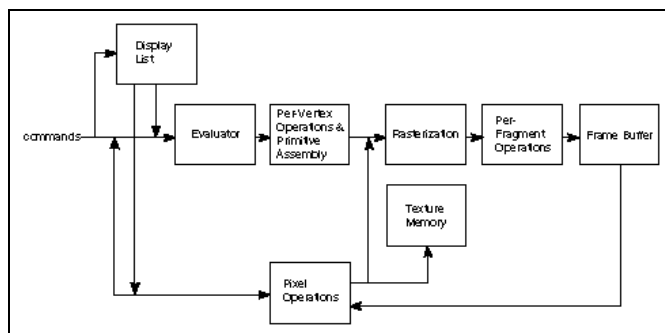 Display
List
commands
Evaluator
Per-Vertex
Operations &
Primitive
Assembly
Rasterization
Per-
Fragment
Operations
Frame Buffer
Texture
Memory
Pixel
Operations